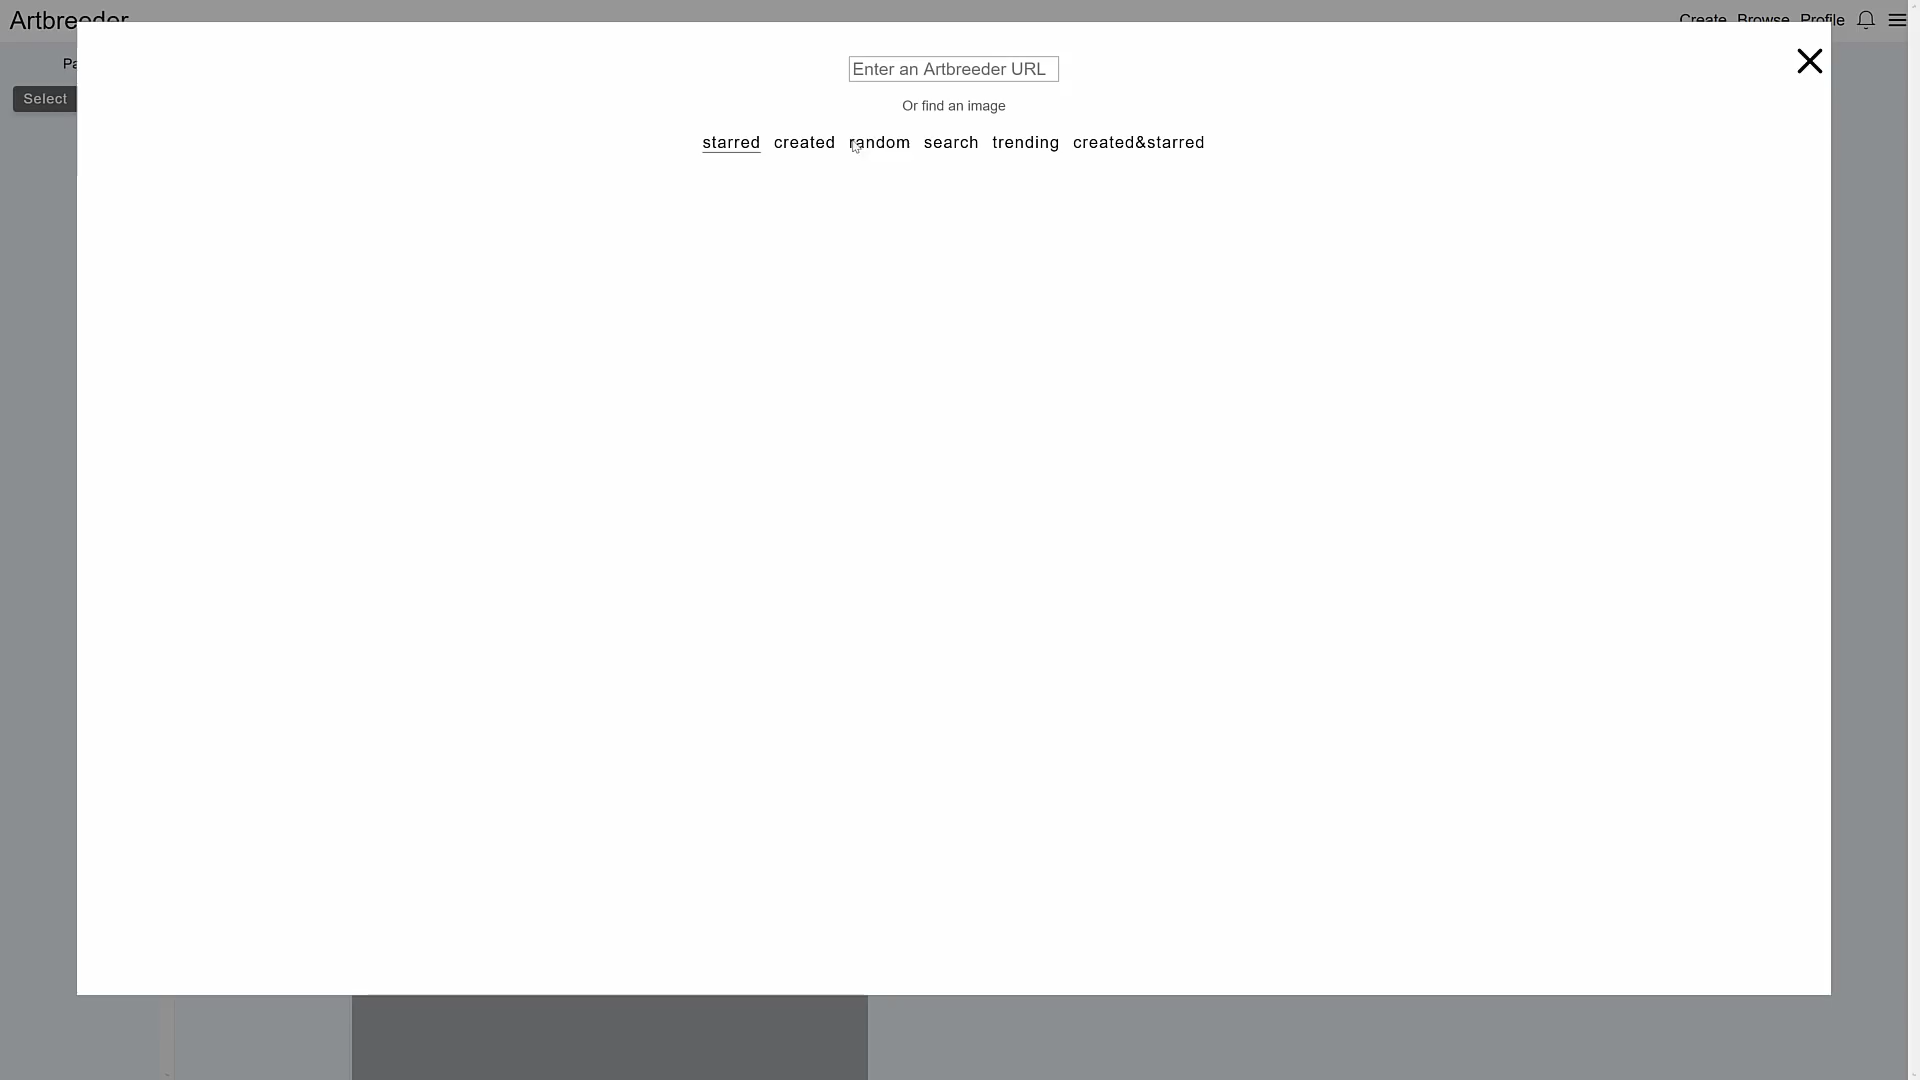 Artbreeder
Create Browse Profile
Pa
Select
Enter an Artbreeder URL
Or find an image
starred created random search trending created&starred